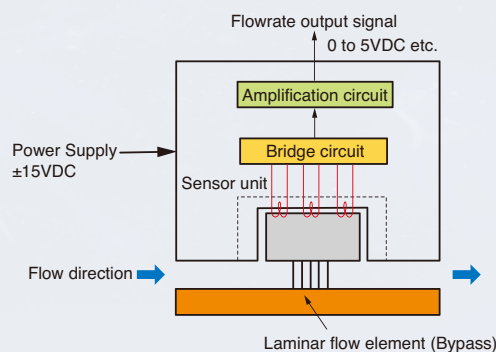 Flowrate output signal
0 to 5VDC etc.
Amplification circuit
Power Supply
±15VDC
Bridge circuit
Sensor unit
Flow direction
Laminar flow element (Bypass)